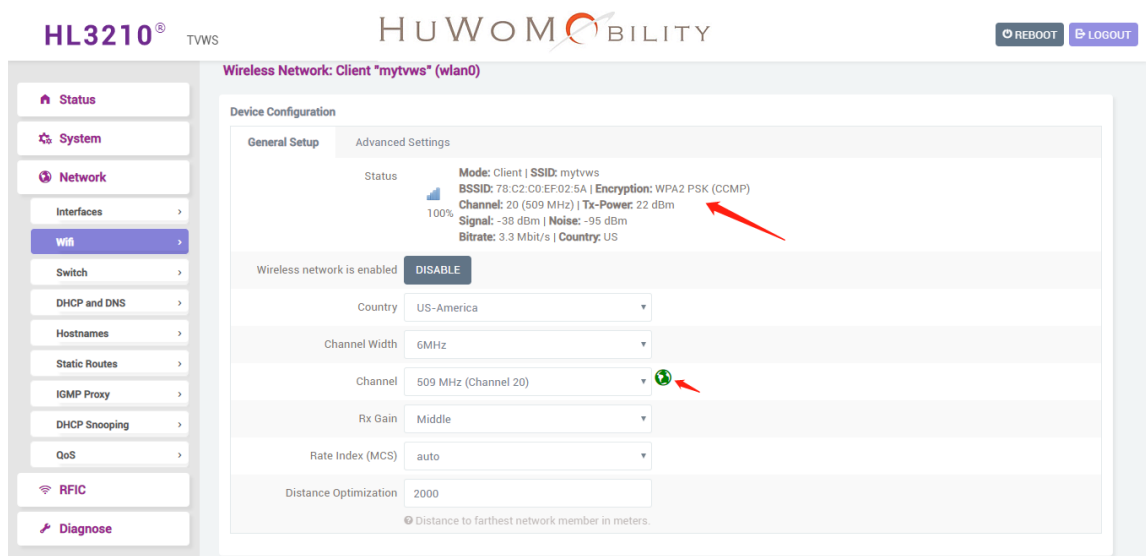 HL3210® TVWS
HUWOMOBILITY
REBOOT
LOGOUT
Wireless Network: Client "mytvws" (wlan0)
Status
System
Network
Interfaces
Wifi
Switch
DHCP and DNS
Hostnames
Static Routes
IGMP Proxy
DHCP Snooping
QoS
RFIC
Diagnose
Device Configuration
General Setup
Advanced Settings
Status
100%
Mode: Client | SSID: mytvws
BSSID: 78:C2:C0:EF:02:5A | Encryption: WPA2 PSK (CCMP)
Channel: 20 (509 MHz) | Tx-Power: 22 dBm
Signal: -38 dBm | Noise: -95 dBm
Bitrate: 3.3 Mbit/s | Country: US
Wireless network is enabled DISABLE
Country US-America
Channel Width 6MHz
Channel 509 MHz (Channel 20)
Rx Gain Middle
Rate Index (MCS) auto
Distance Optimization 2000
Distance to farthest network member in meters.